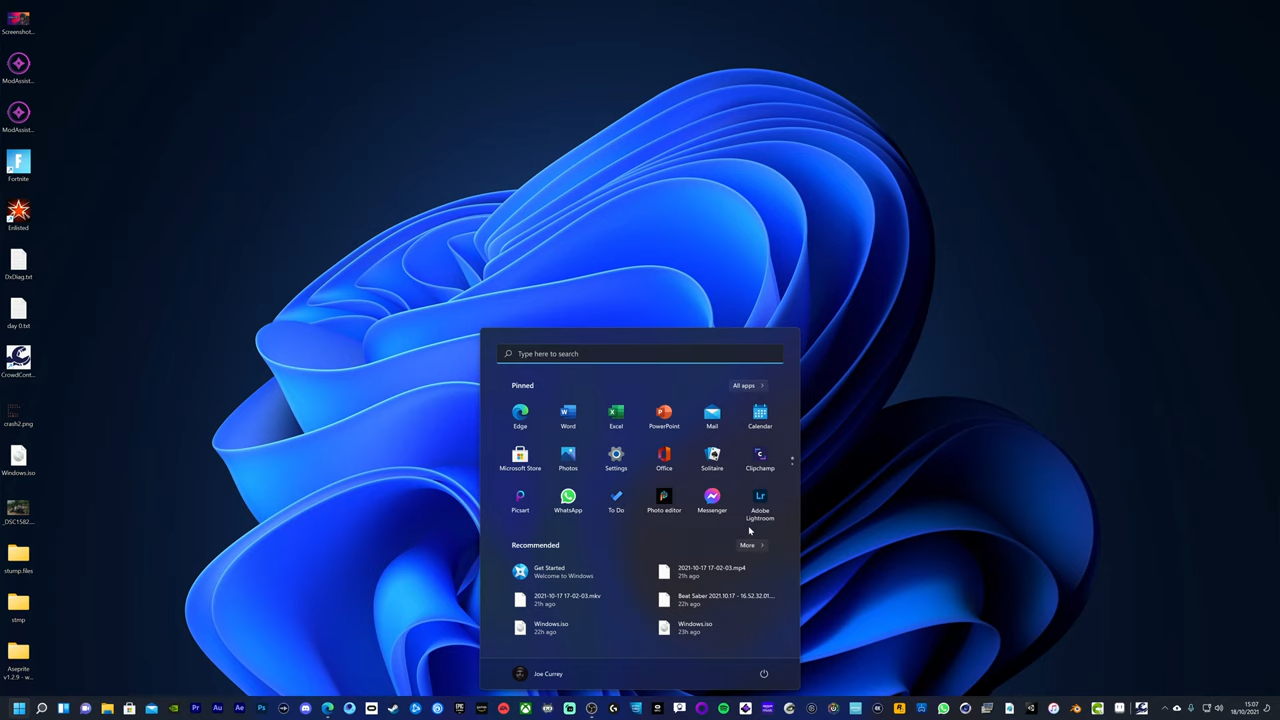 Screenshot...
ModAssist...
ModAssist...
Fortnite
Enlisted
DxDiag.txt
day 0.txt
CrowdCont...
crash2.png
Windows.iso
_DSC1582...
stump.files
stmp
Aseprite
v1.2.9 - w...
Type here to search
Pinned
All apps
Edge
Word
Excel
PowerPoint
Mail
Calendar
Microsoft Store
Photos
Settings
Office
Solitaire
Clipchamp
Picsart
WhatsApp
To Do
Photo editor
Messenger
Adobe
Lightroom
Recommended
More
Get Started
Welcome to Windows
2021-10-17 17-02-03.mp4
21h ago
2021-10-17 17-02-03.mkv
21h ago
Beat Saber 2021.10.17 - 16.52.32.01...
22h ago
Windows.iso
22h ago
Windows.iso
23h ago
Joe Currey
15:07
18/10/2021